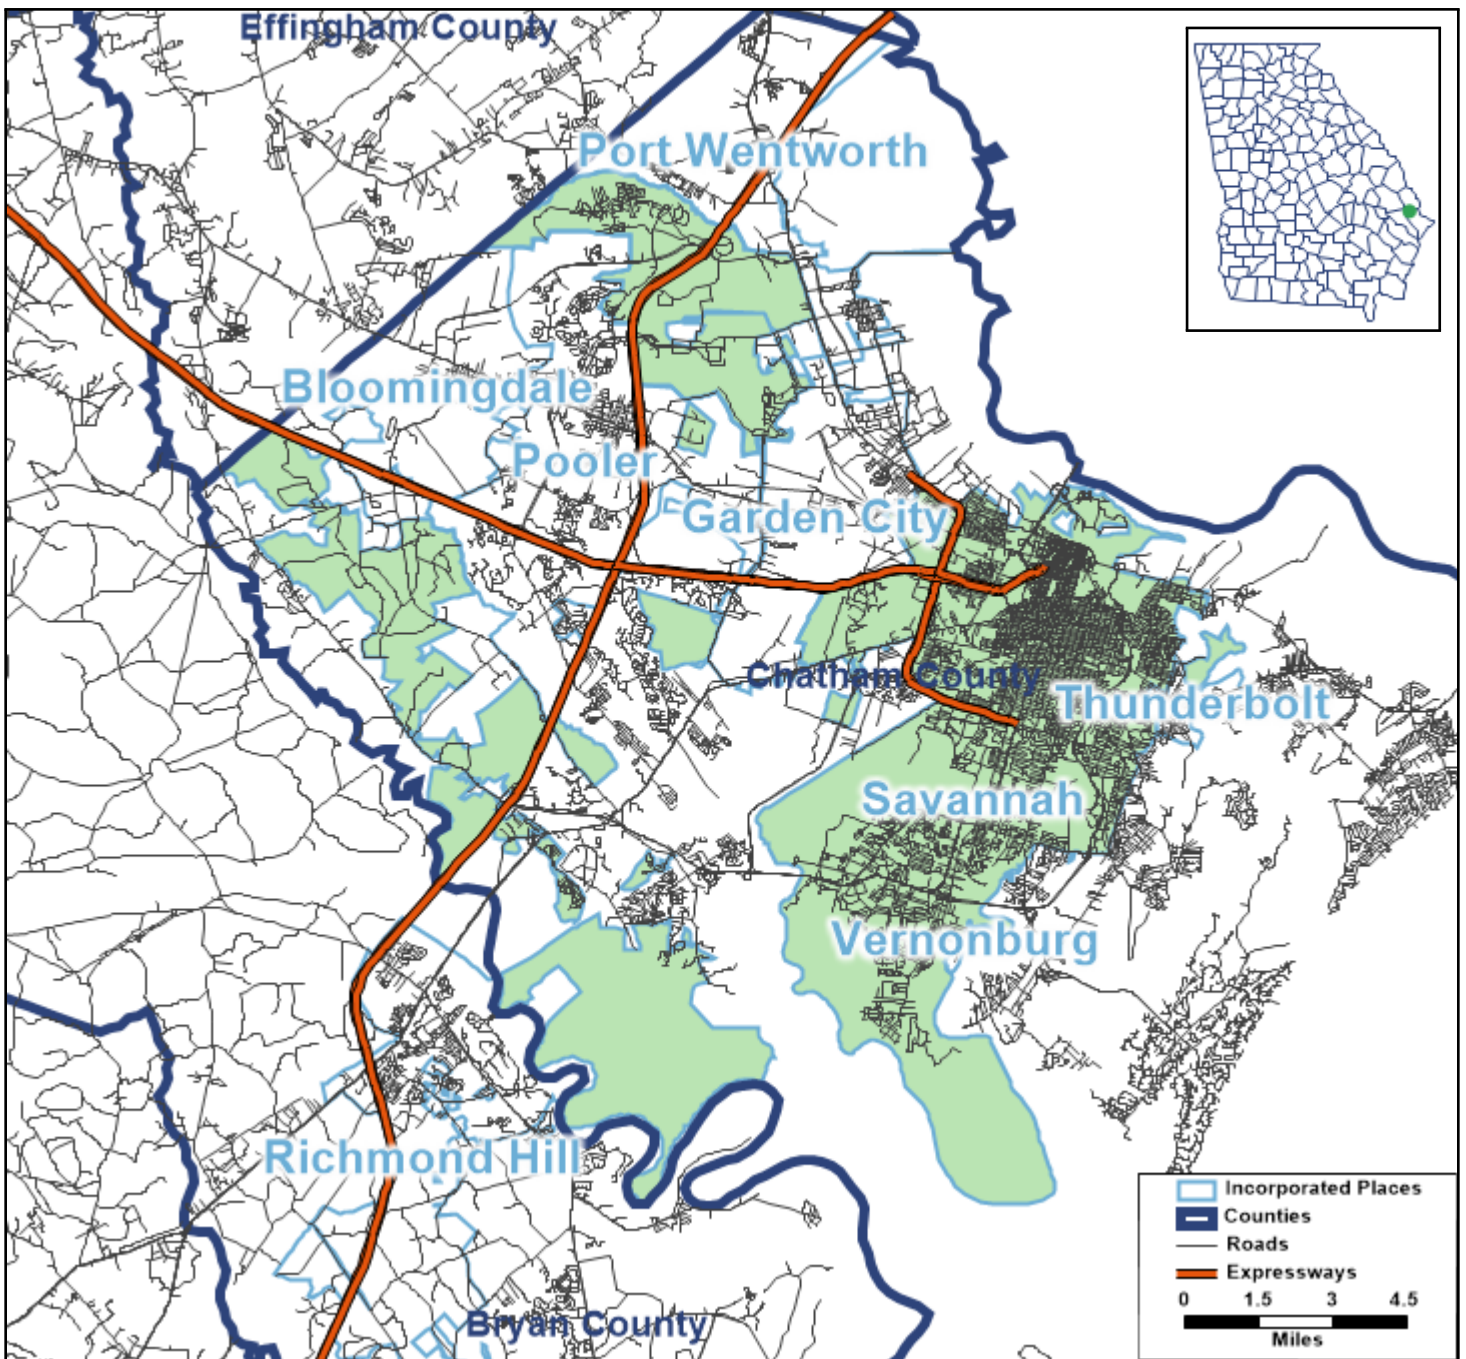 Effingham County
Port Wentworth
Bloomingdale
Pooler
Garden City
Chatham County
Thunderbolt
Savannah
Vernonburg
Richmond Hill
Bryan County
Incorporated Places
Counties
Roads
Expressways
0 1.5 3 4.5
Miles